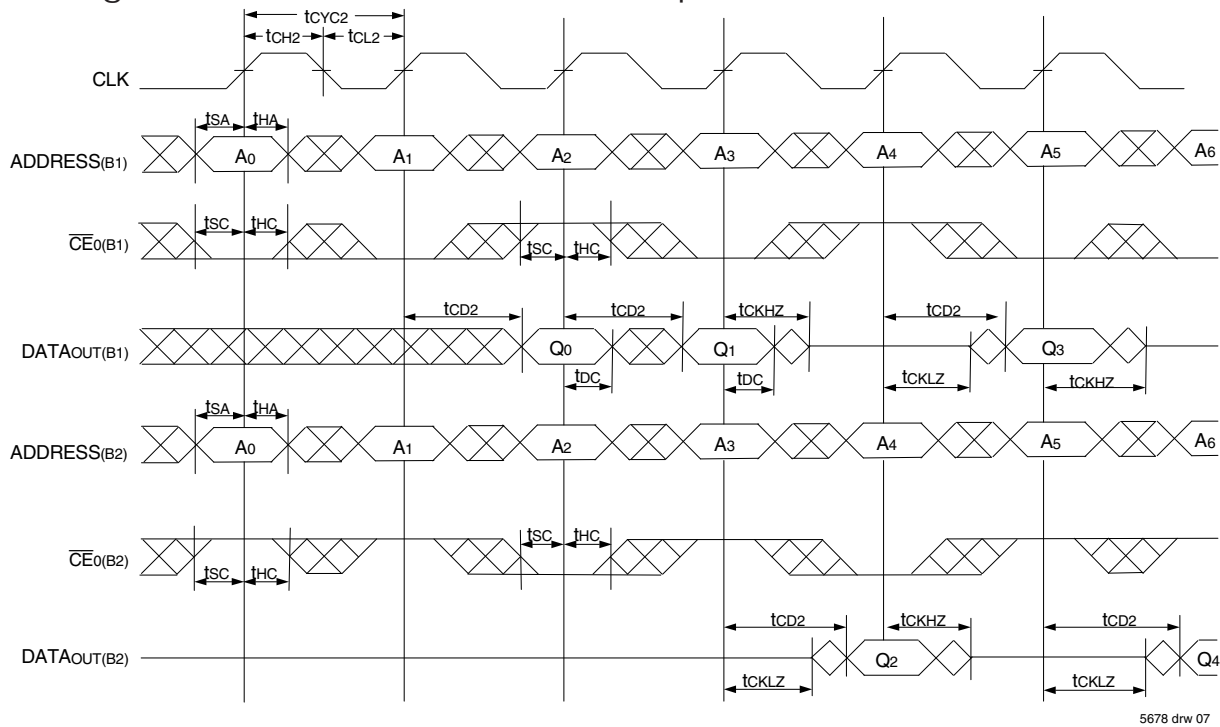 tCYC2
tCH2 tCL2
CLK
tSA tHA
ADDRESS(B1) A0 A1 A2 A3 A4 A5 A6
tSC tHC
CE0(B1) tSC tHC
tCD2 tCD2 tCKHZ tCD2
DATAOUT(B1) Q0 Q1 Q3
tDC tDC tCKLZ tCKHZ
tSA tHA
ADDRESS(B2) A0 A1 A2 A3 A4 A5 A6
tSC tHC
CE0(B2)
tSC tHC
tCD2 tCKHZ tCD2
DATAOUT(B2) Q2 Q4
tCKLZ tCKLZ
5678 drw 07